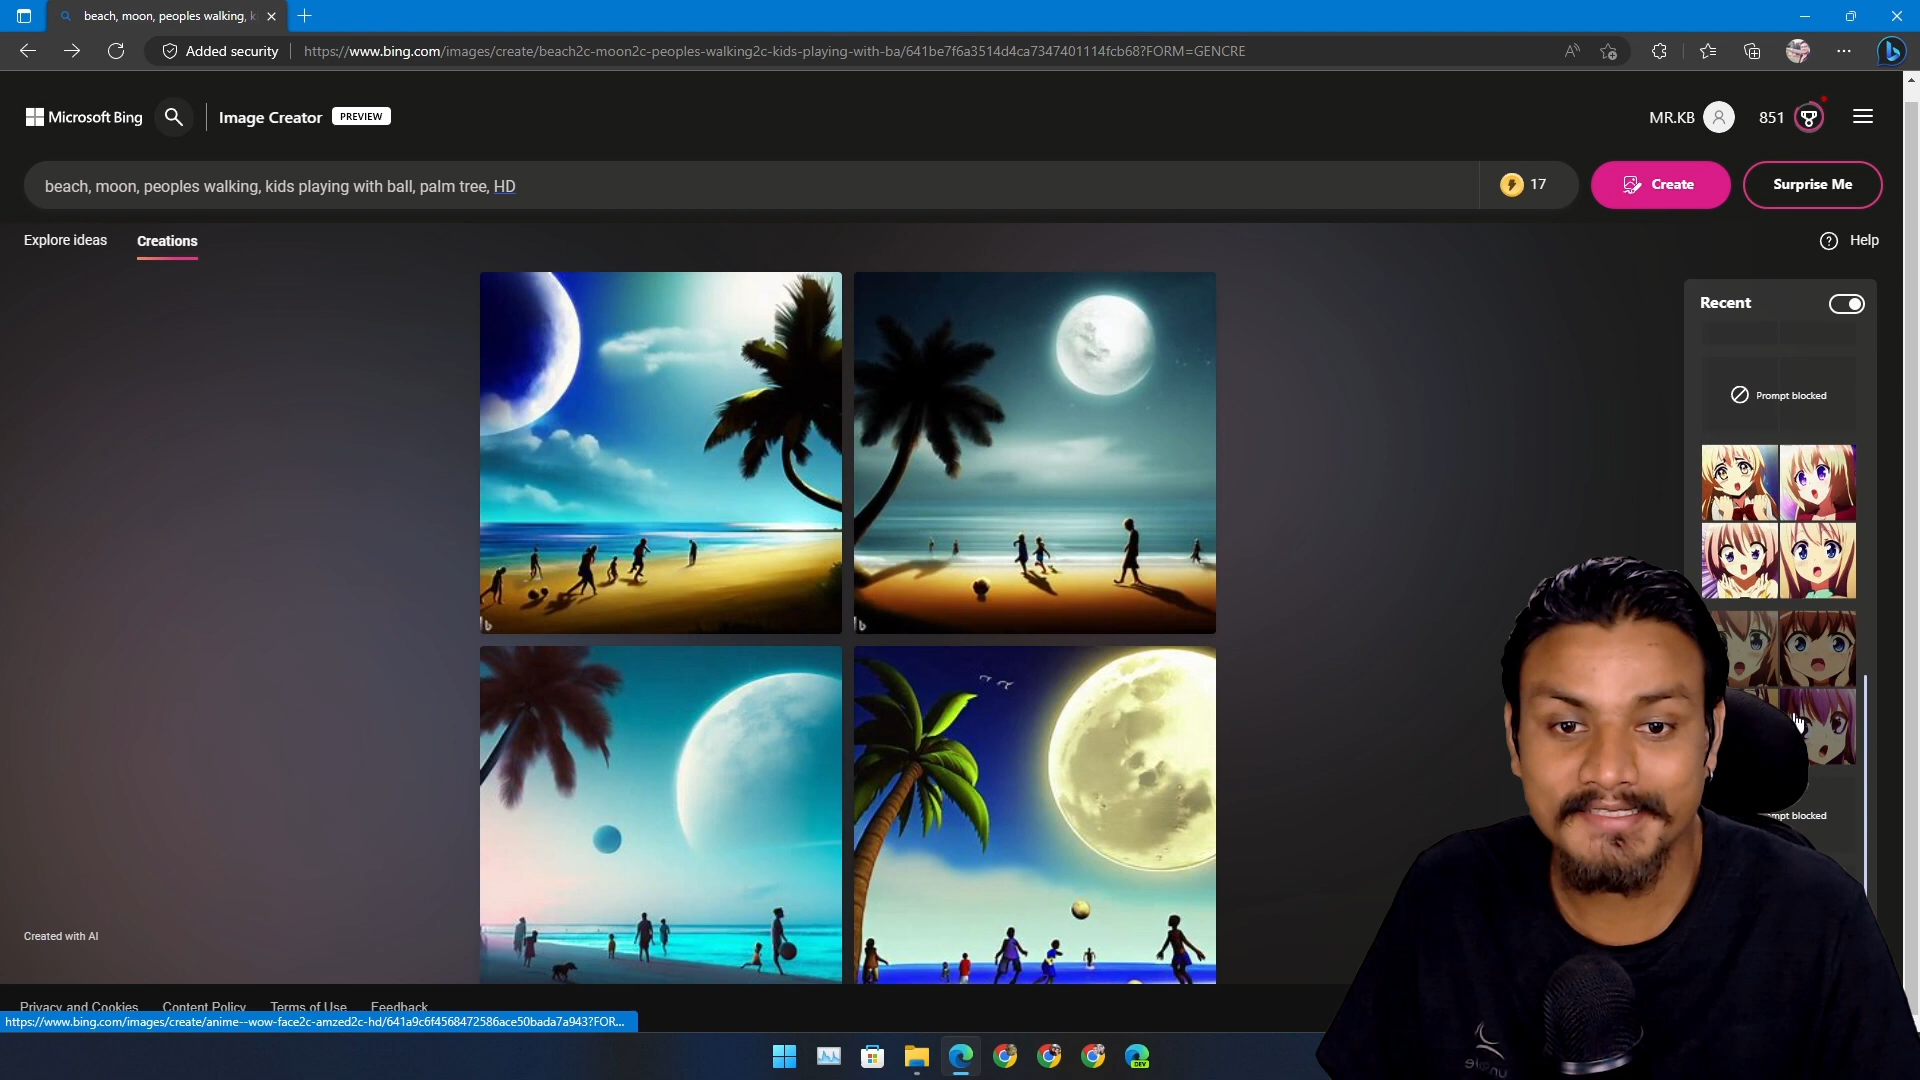 beach, moon, peoples walking, k
Added security
https://www.bing.com/images/create/beach2c-moon2c-peoples-walking2c-kids-playing-with-ba/641be7f6a3514d4ca7347401114fcb68?FORM=GENCRE
Microsoft Bing
Image Creator
PREVIEW
MR.KB
851
beach, moon, peoples walking, kids playing with ball, palm tree, HD
17
Create
Surprise Me
Explore ideas
Creations
Help
Recent
Prompt blocked
mpt blocked
Created with AI
Privacy and Cookies
Content Policy
Terms of Use
Feedback
https://www.bing.com/images/create/anime--wow-face2c-amzed2c-hd/641a9c6f4568472586ace50bada7a943?FOR...
DEV